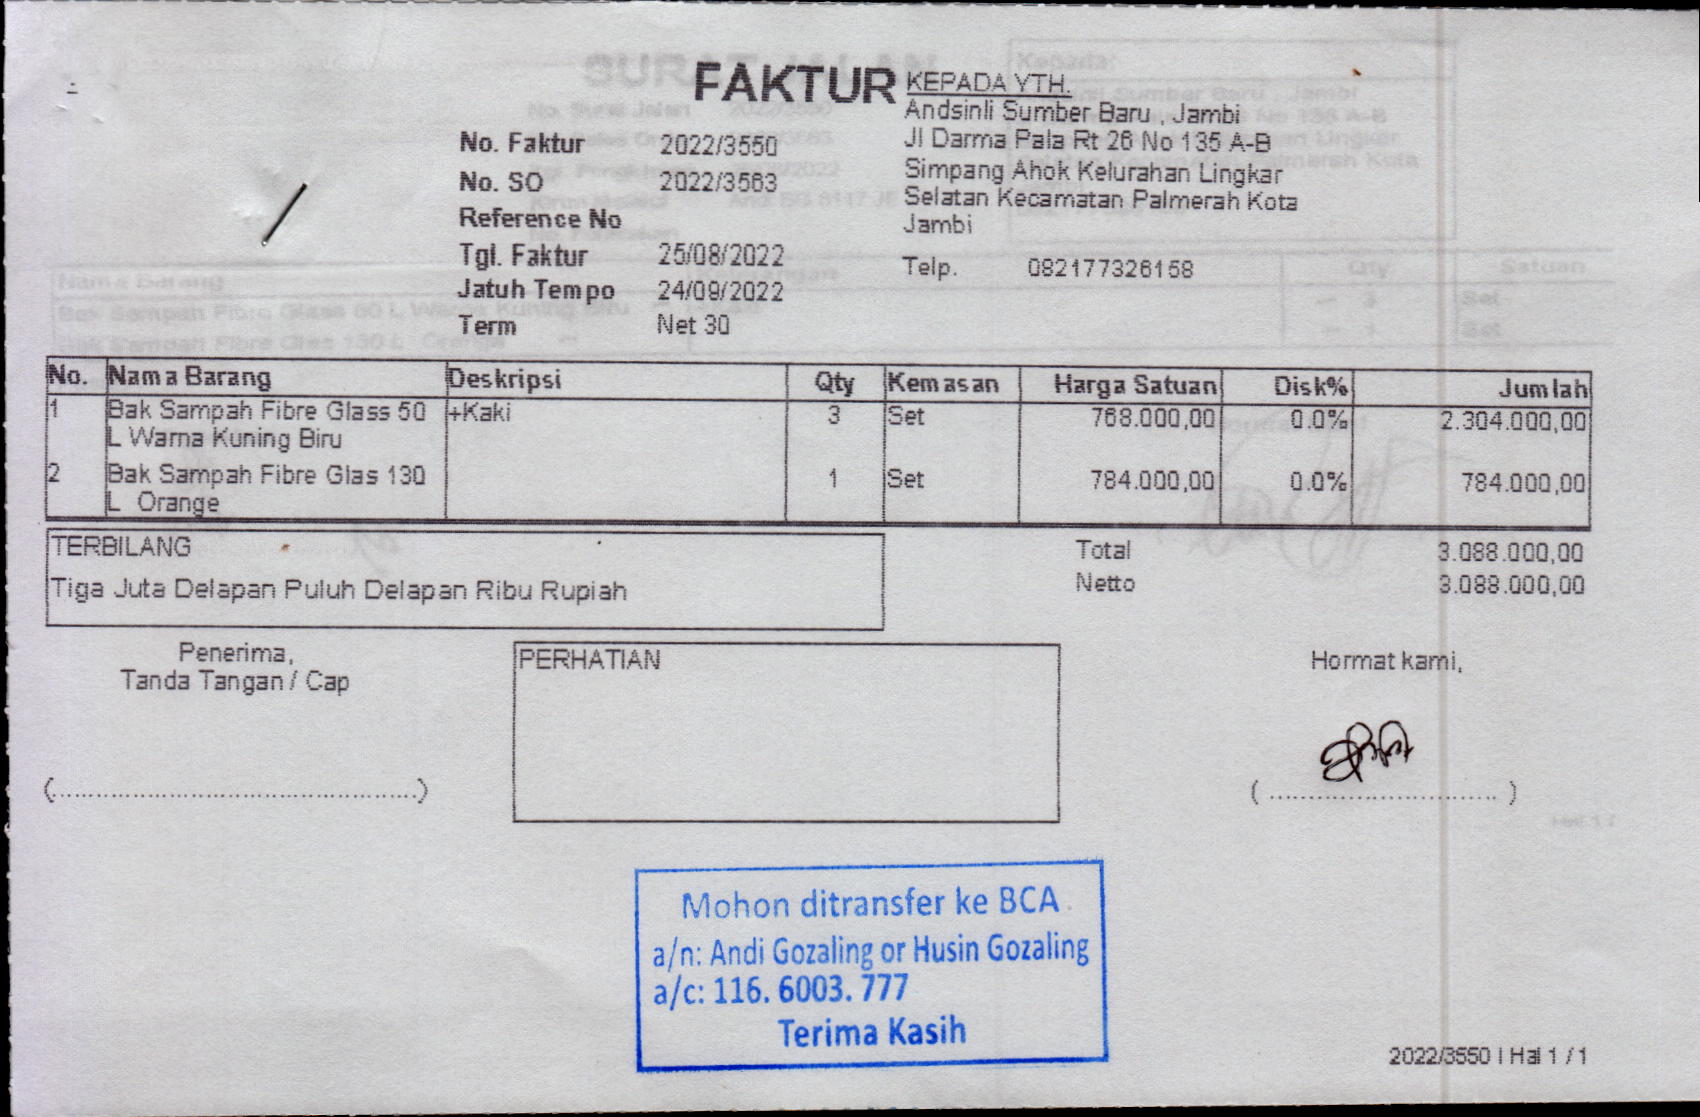 FAKTUR
KEPADA YTH.
Andsinli Sumber Baru , Jambi
Jl Darma Pala Rt 26 No 135 A-B
Simpang Ahok Kelurahan Lingkar
Selatan Kecamatan Palmerah Kota
Jambi
Telp. 082177326158
No. Faktur 2022/3550
No. SO 2022/3563
Reference No
Tgl. Faktur 25/08/2022
Jatuh Tempo 24/09/2022
Term Net 30
No. Nama Barang Deskripsi Qty Kemasan Harga Satuan Disk% Jumlah
1 Bak Sampah Fibre Glass 50 +Kaki 3 Set 768.000,00 0.0% 2.304.000,00
L Warna Kuning Biru
2 Bak Sampah Fibre Glas 130 1 Set 784.000,00 0.0% 784.000,00
L Orange
TERBILANG
Tiga Juta Delapan Puluh Delapan Ribu Rupiah
Total 3.088.000,00
Netto 3.088.000,00
Penerima,
Tanda Tangan / Cap
(..................................................)
PERHATIAN
Hormat kami,
( ................................ )
Mohon ditransfer ke BCA
a/n: Andi Gozaling or Husin Gozaling
a/c: 116. 6003. 777
Terima Kasih
2022/3550 | Hal 1 / 1